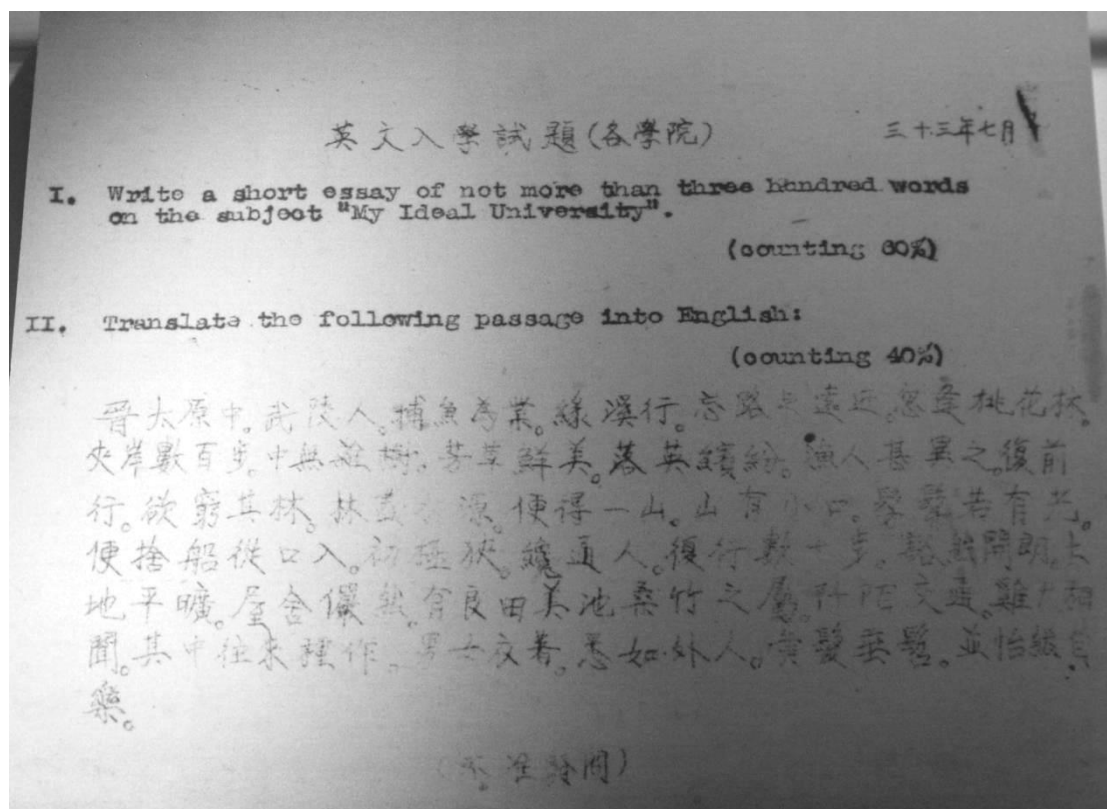 英文入學試題(各學院) 三十三年七月
I. Write a short essay of not more than three hundred words
on the subject "My Ideal University".
(counting 60%)
II. Translate the following passage into English:
(counting 40%)
晉太原中。武陵人。捕魚為業。緣溪行。忘路之遠近。忽逢桃花林。
夾岸數百步。中無雜樹。芳草鮮美。落英繽紛。漁人甚異之。復前
行。欲窮其林。林盡水源。便得一山。山有小口。髣髴若有光。
便捨船從口入。初極狹。纔通人。復行數十步。豁然開朗。土
地平曠。屋舍儼然。有良田美池桑竹之屬。阡陌交通。雞犬相
聞。其中往來種作。男女衣著。悉如外人。黃髮垂髫。並怡然自
樂。
(不准發問)